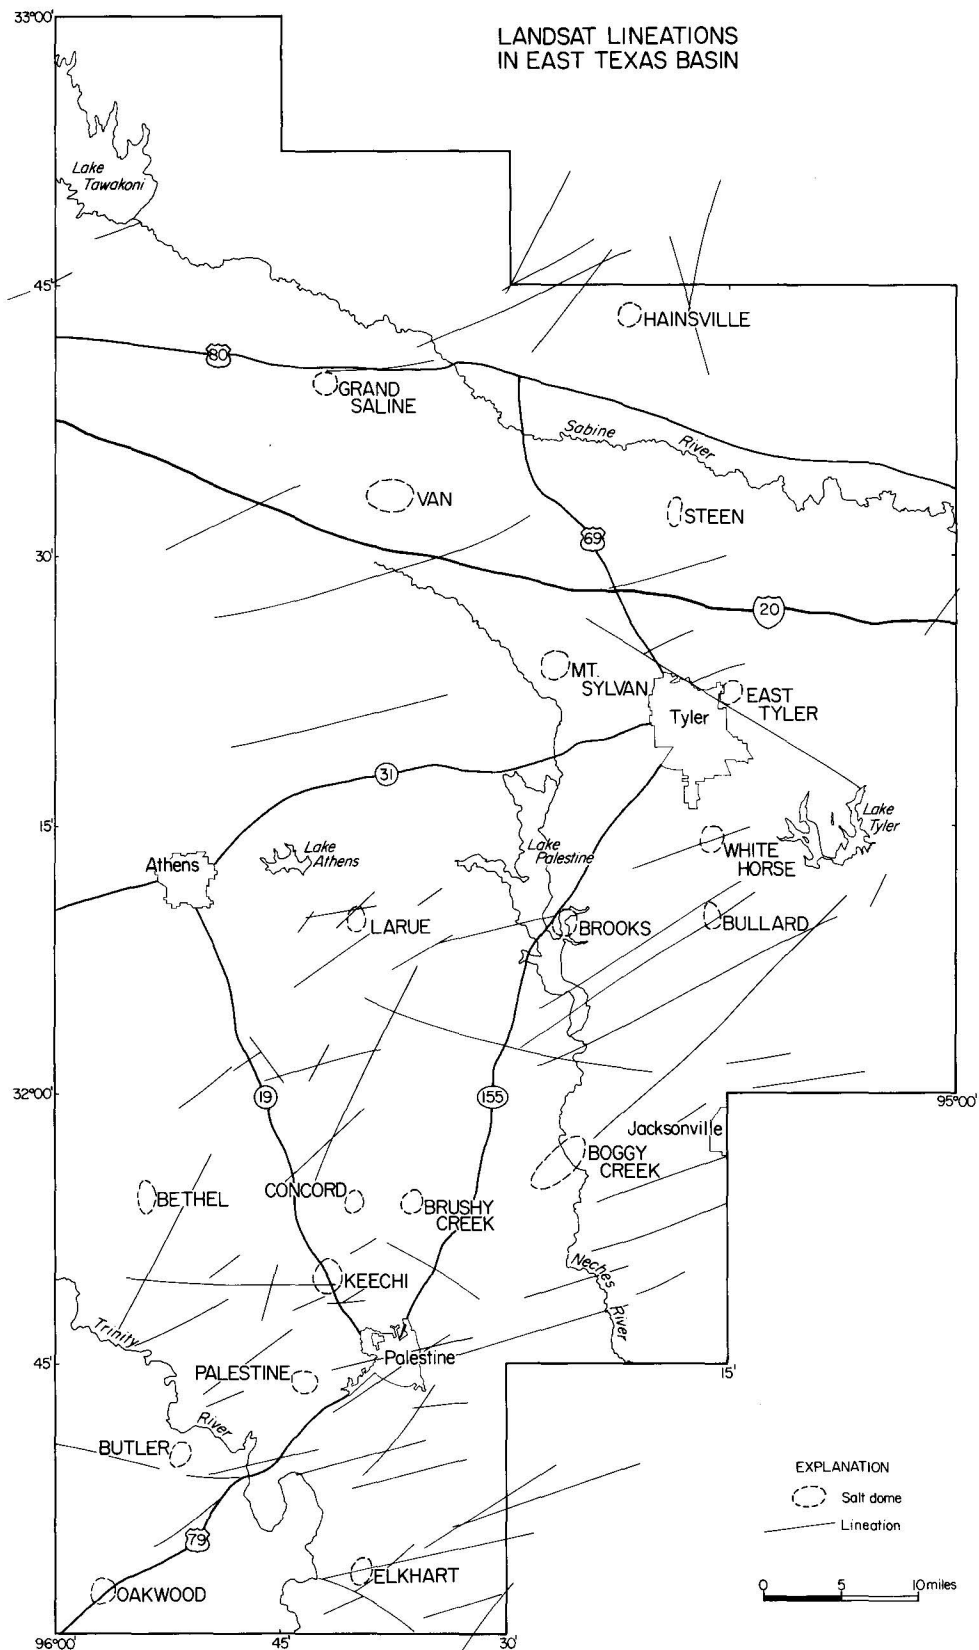 33°00'
LANDSAT LINEATIONS
IN EAST TEXAS BASIN
Lake
Tawakoni
45'
HAINSVILLE
80
GRAND
SALINE
Sabine
River
VAN
STEEN
69
30'
20
MT.
SYLVAN
EAST
TYLER
Tyler
31
Lake
Tyler
15'
Lake
Athens
Lake
Palestine
WHITE
HORSE
Athens
LARUE
BROOKS
BULLARD
32°00'
19
155
95°00'
Jacksonville
BOGGY
CREEK
BETHEL
CONCORD
BRUSHY
CREEK
KEECHI
Neches
River
Trinity
45'
Palestine
15'
PALESTINE
River
BUTLER
EXPLANATION
Salt dome
Lineation
79
ELKHART
OAKWOOD
0 5 10 miles
96°00' 45' 30'